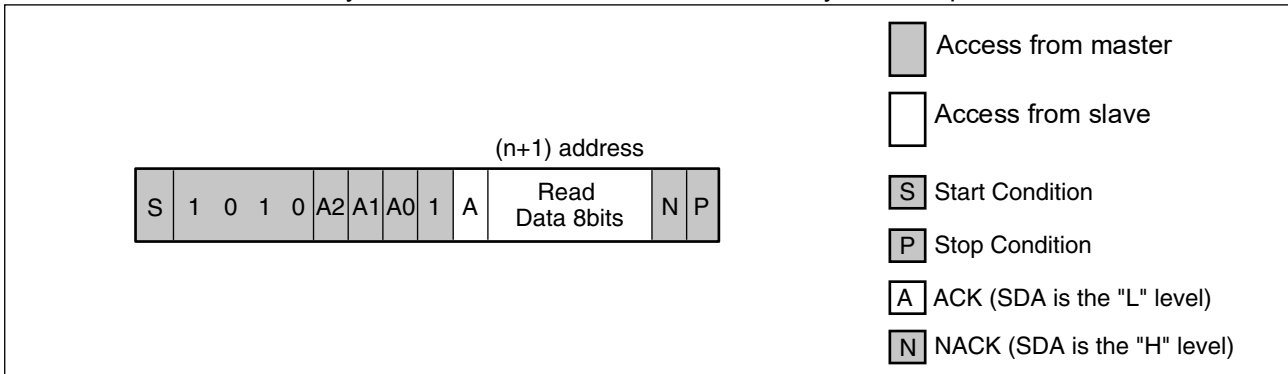 (n+1) address
S 1 0 1 0 A2 A1 A0 1 A Read Data 8bits N P
Access from master
Access from slave
S Start Condition
P Stop Condition
A ACK (SDA is the "L" level)
N NACK (SDA is the "H" level)